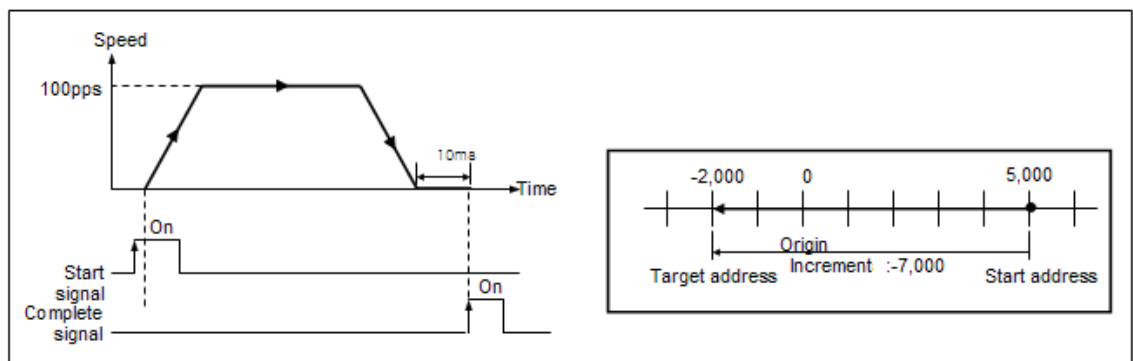 Speed
100pps
10ms
Time
On
Start
signal
On
Complete
signal
-2,000 0 5,000
Origin
Increment :-7,000
Target address Start address